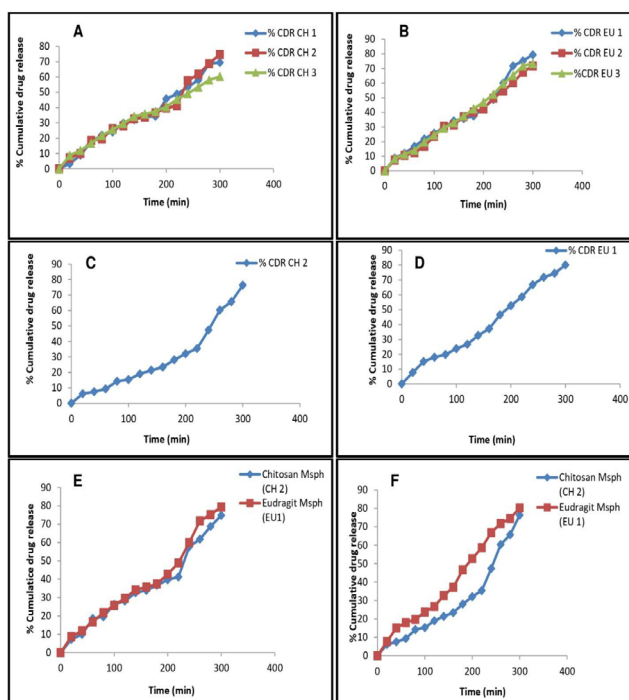 A
% CDR CH 1
% CDR CH 2
% CDR CH 3
% Cumulative drug release
80
70
60
50
40
30
20
10
0
0 100 200 300 400
Time (min)
B
% CDR EU 1
% CDR EU 2
%CDR EU 3
% Cumulative drug release
90
80
70
60
50
40
30
20
10
0
0 100 200 300 400
Time (min)
C
% CDR CH 2
% Cumulative drug release
90
80
70
60
50
40
30
20
10
0
0 100 200 300 400
Time (min)
D
% CDR EU 1
% Cumulative drug release
90
80
70
60
50
40
30
20
10
0
0 100 200 300 400
Time (min)
E
Chitosan Msph
(CH 2)
Eudragit Msph
(EU1)
% Cumulatice drug release
90
80
70
60
50
40
30
20
10
0
0 100 200 300 400
Time (min)
F
Chitosan Msph
(CH 2)
Eudragit Msph
(EU 1)
% Cumulative drug release
90
80
70
60
50
40
30
20
10
0
0 100 200 300 400
Time (min)